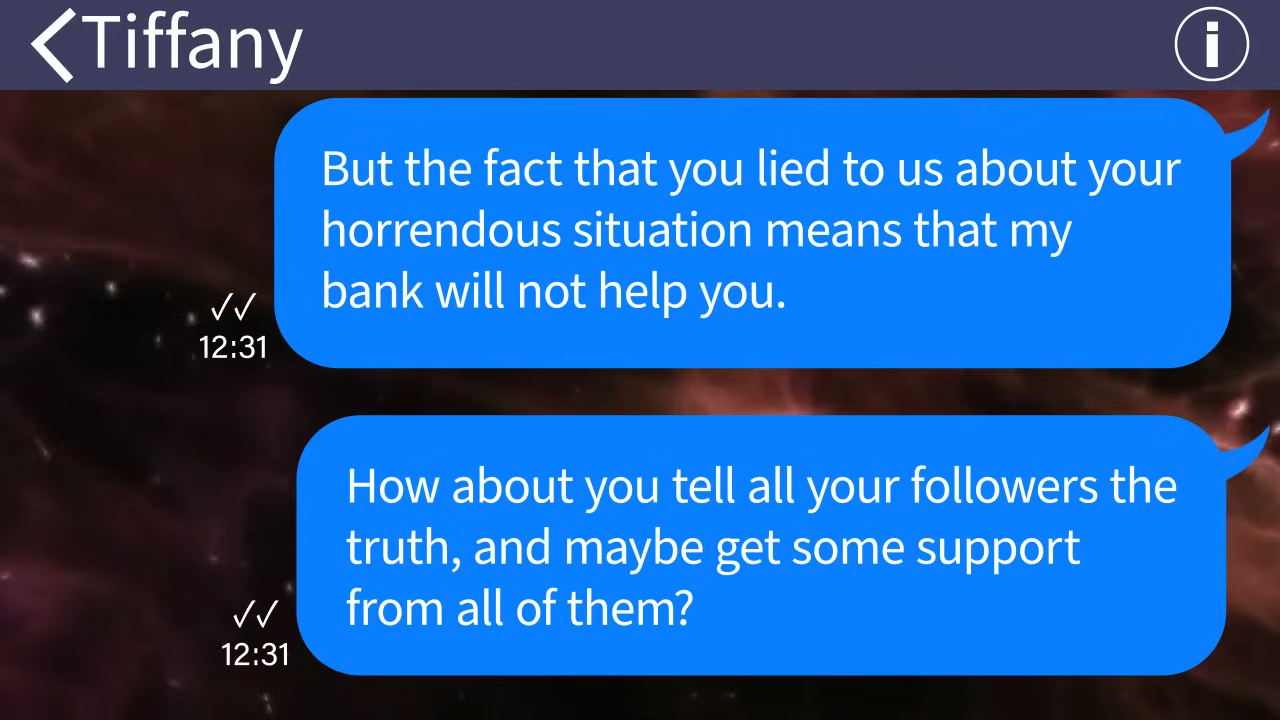 Tiffany
But the fact that you lied to us about your
horrendous situation means that my
bank will not help you.
12:31
How about you tell all your followers the
truth, and maybe get some support
from all of them?
12:31